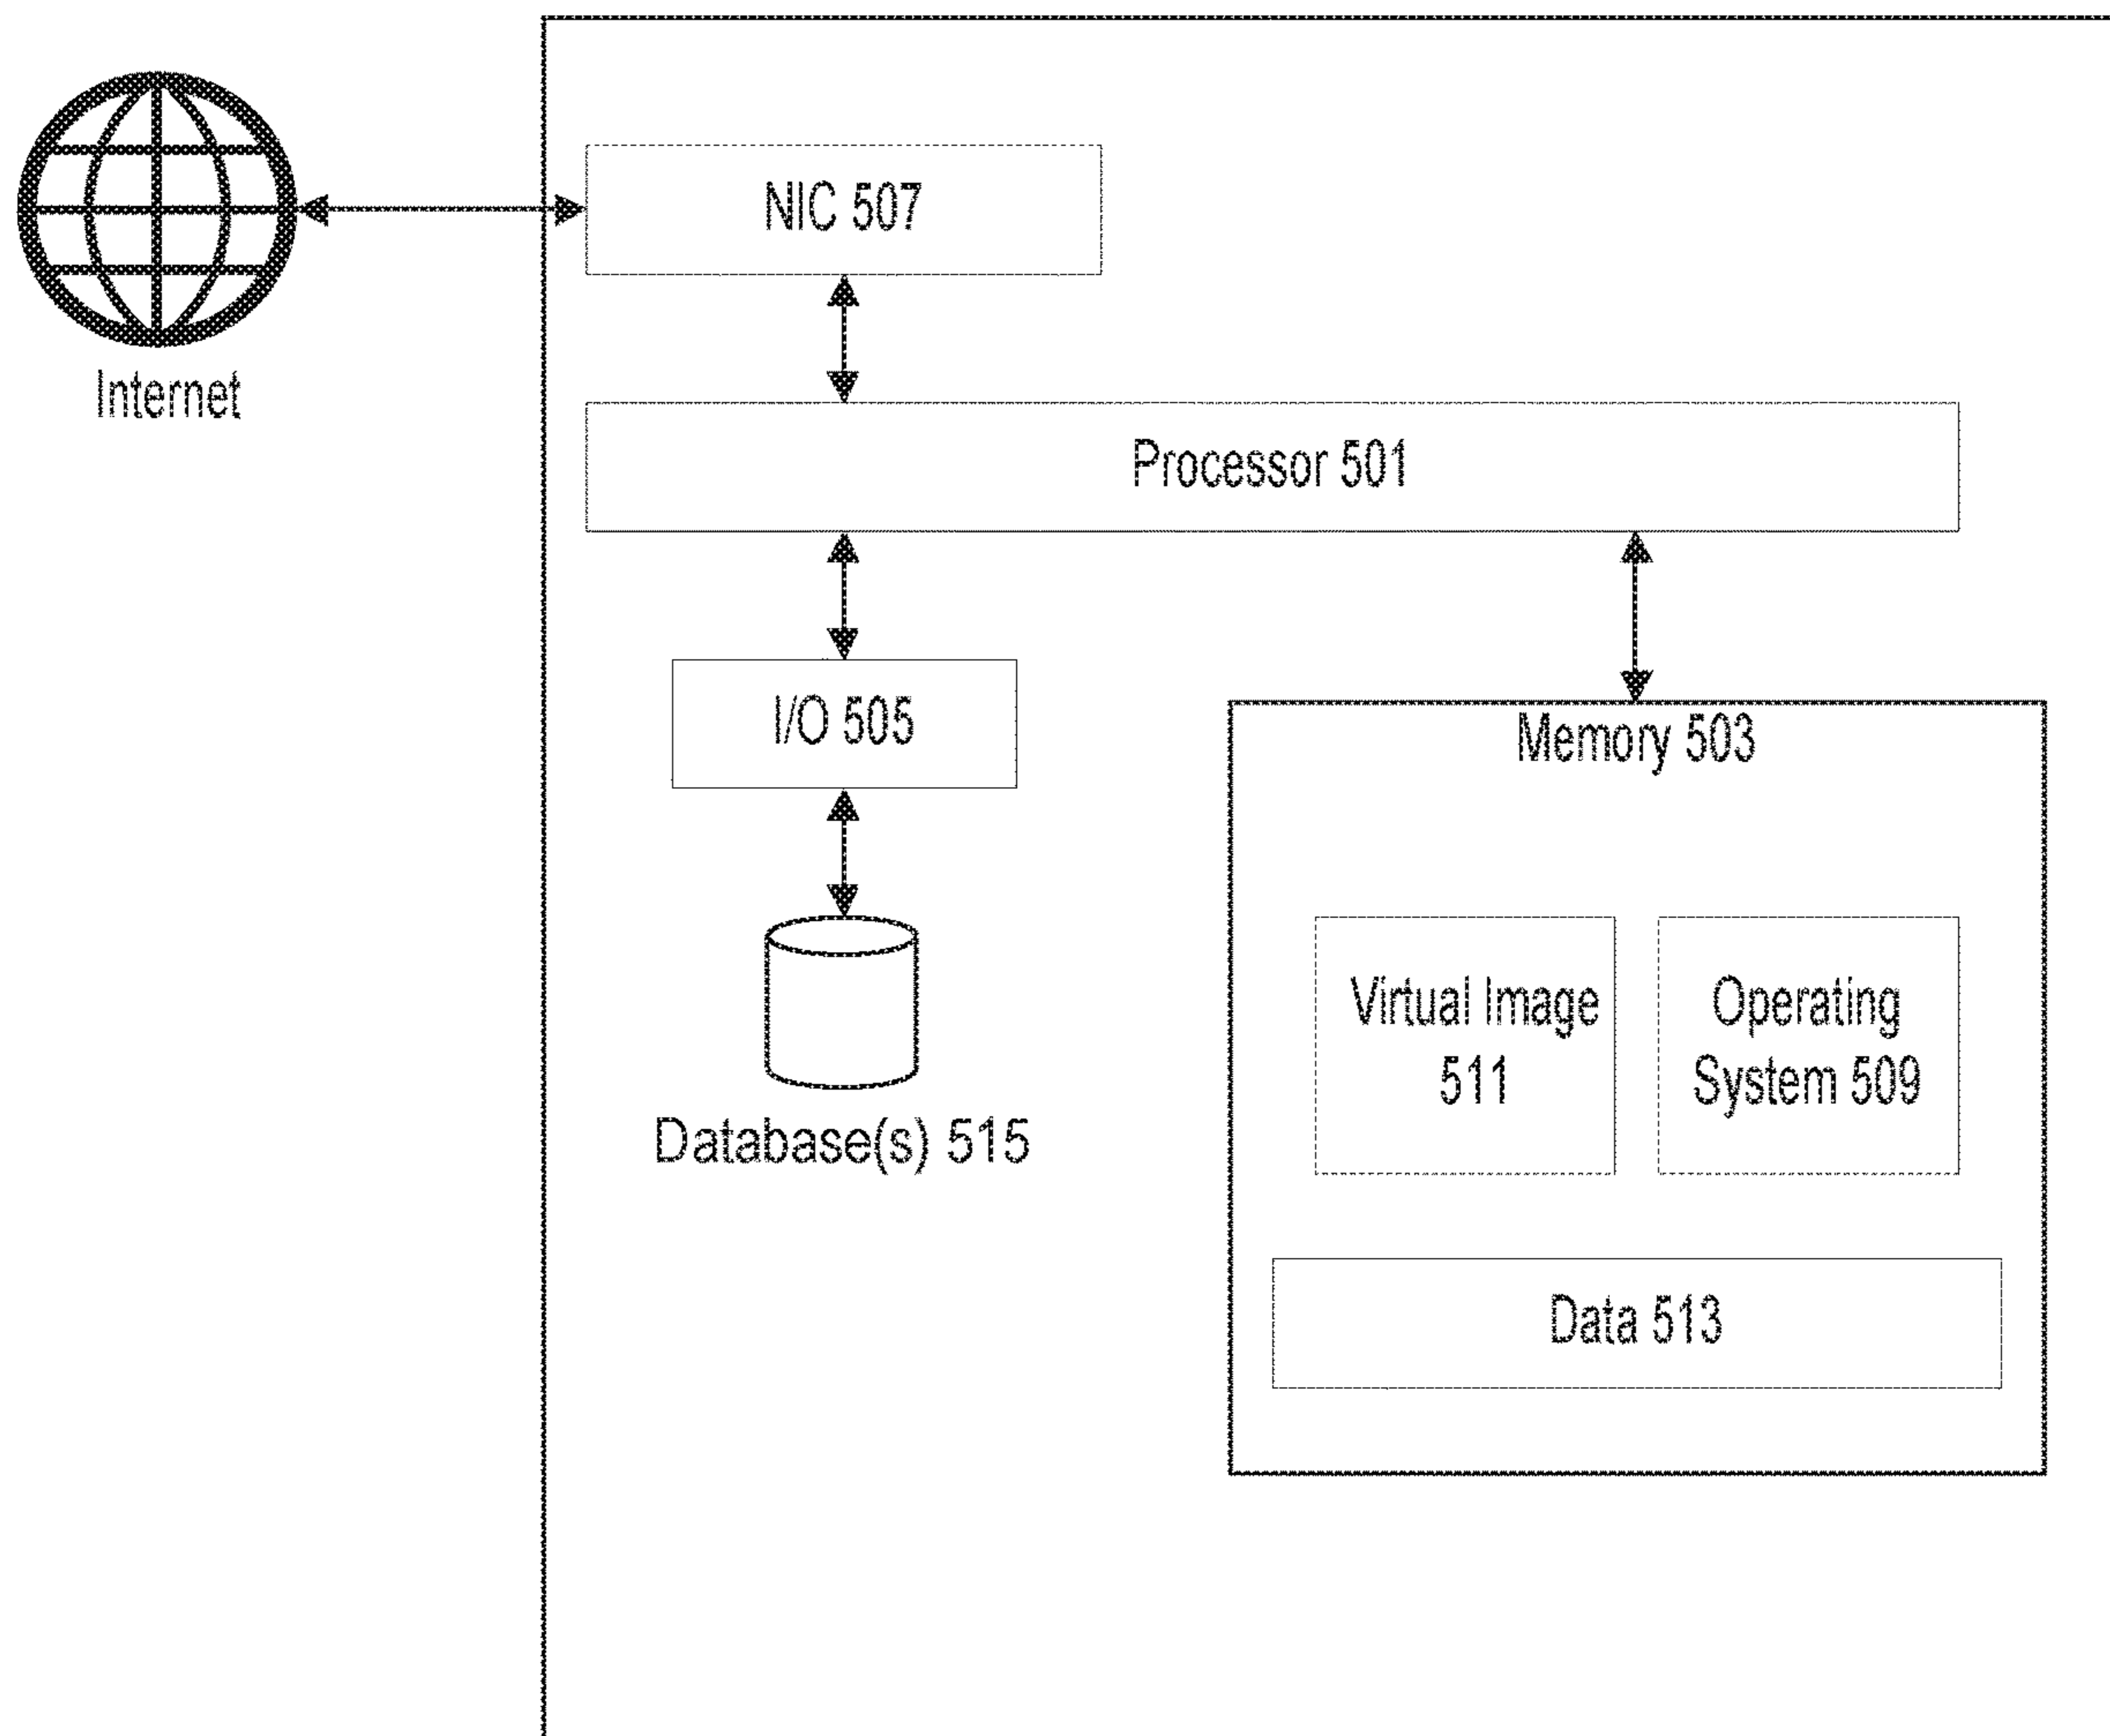 NIC 507
Internet
Processor 501
I/O 505
Memory 503
Virtual Image
511
Operating
System 509
Database(s) 515
Data 513